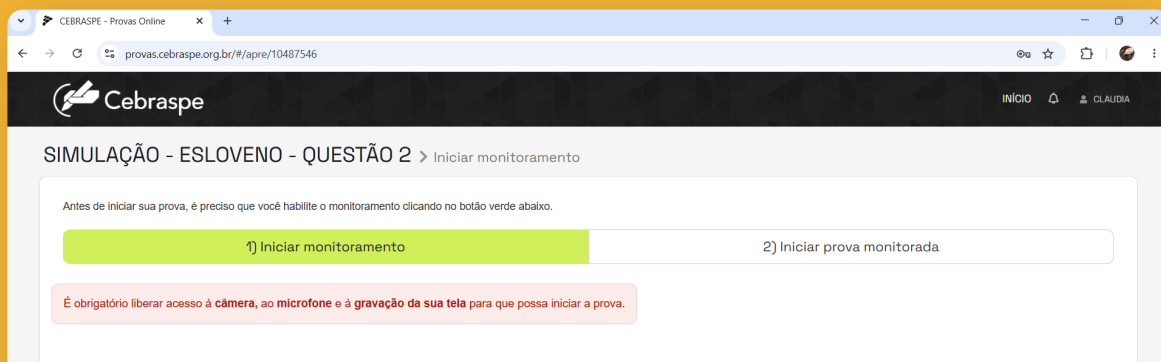 CEBRASPE - Provas Online
provas.cebraspe.org.br/#/apre/10487546
Cebraspe
INÍCIO
CLAUDIA
SIMULAÇÃO - ESLOVENO - QUESTÃO 2 > Iniciar monitoramento
Antes de iniciar sua prova, é preciso que você habilite o monitoramento clicando no botão verde abaixo.
1) Iniciar monitoramento
2) Iniciar prova monitorada
É obrigatório liberar acesso à câmera, ao microfone e à gravação da sua tela para que possa iniciar a prova.